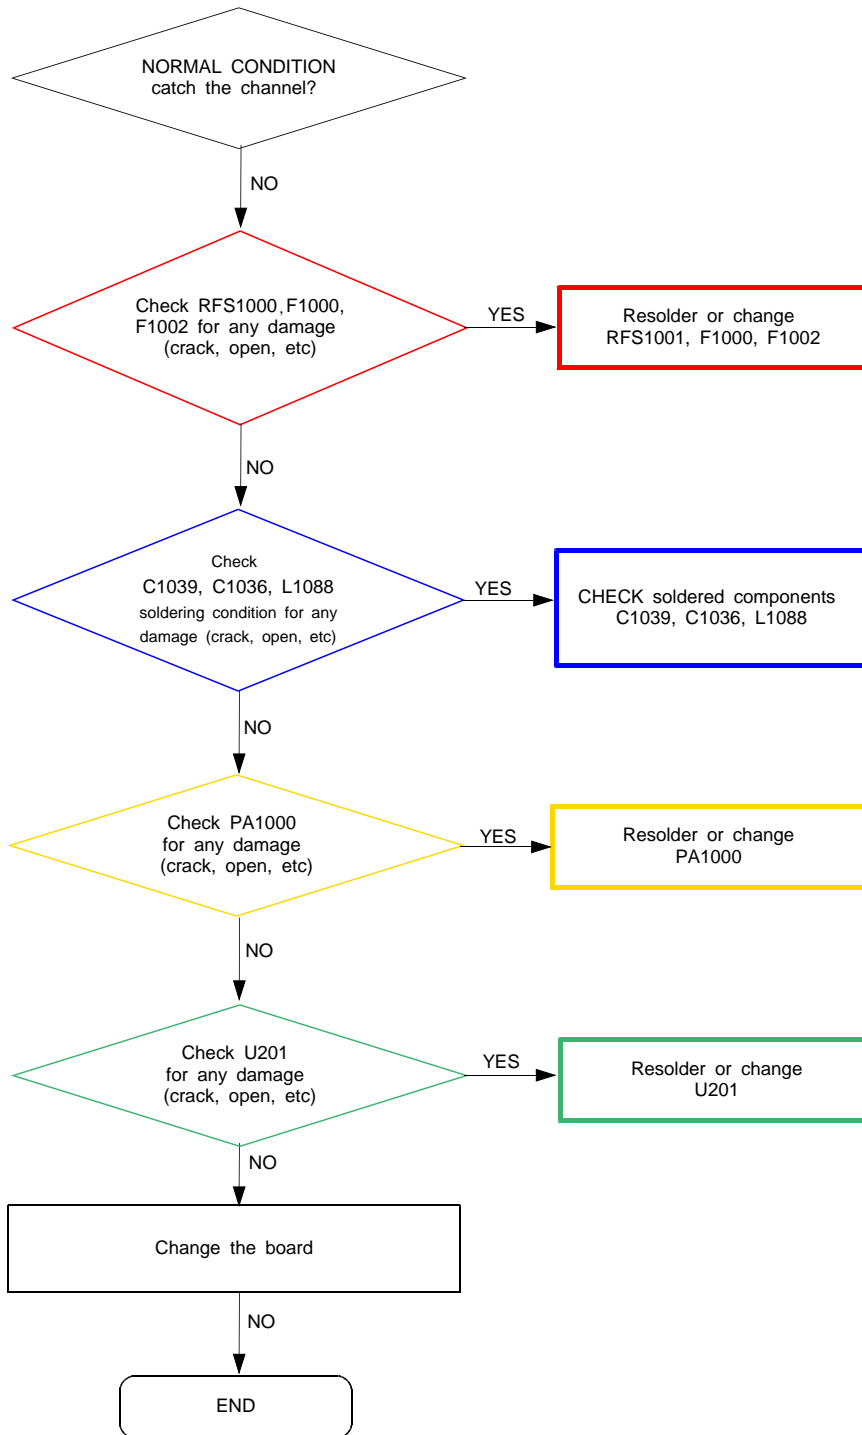 NORMAL CONDITION
catch the channel?
NO
Check RFS1000, F1000,
F1002 for any damage
(crack, open, etc)
YES
Resolder or change
RFS1001, F1000, F1002
NO
Check
C1039, C1036, L1088
soldering condition for any
damage (crack, open, etc)
YES
CHECK soldered components
C1039, C1036, L1088
NO
Check PA1000
for any damage
(crack, open, etc)
YES
Resolder or change
PA1000
NO
Check U201
for any damage
(crack, open, etc)
YES
Resolder or change
U201
NO
Change the board
NO
END